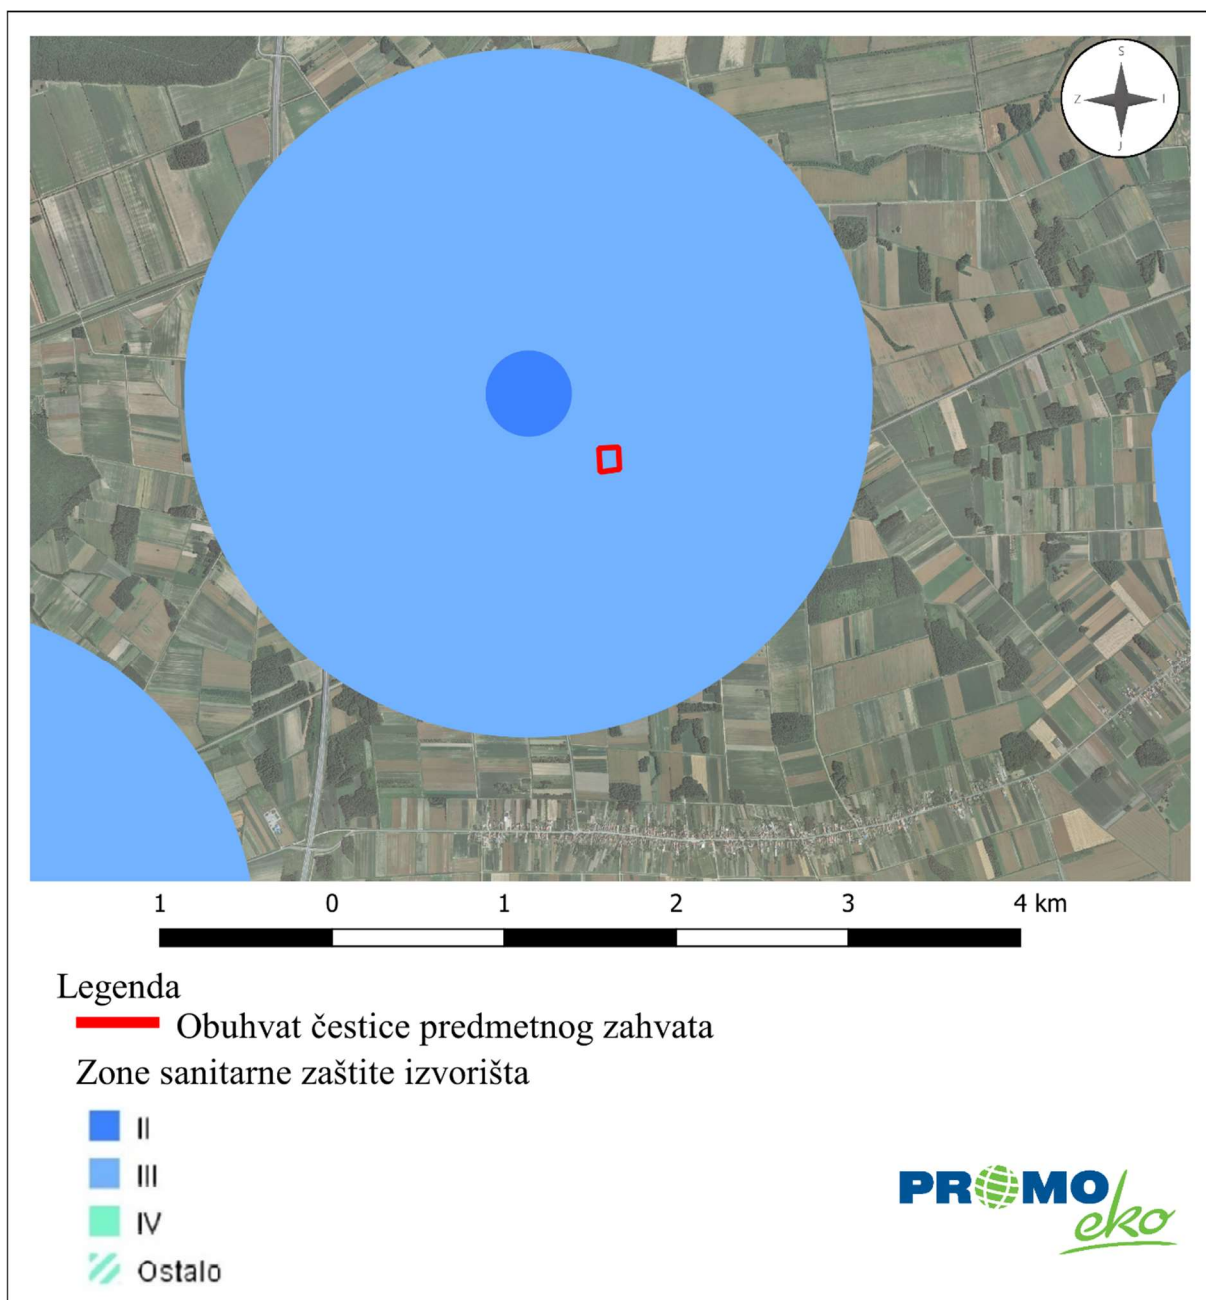 S
Z I
J
1 0 1 2 3 4 km
Legenda
Obuhvat čestice predmetnog zahvata
Zone sanitarne zaštite izvorišta
II
III
IV
Ostalo
PROMO
eko